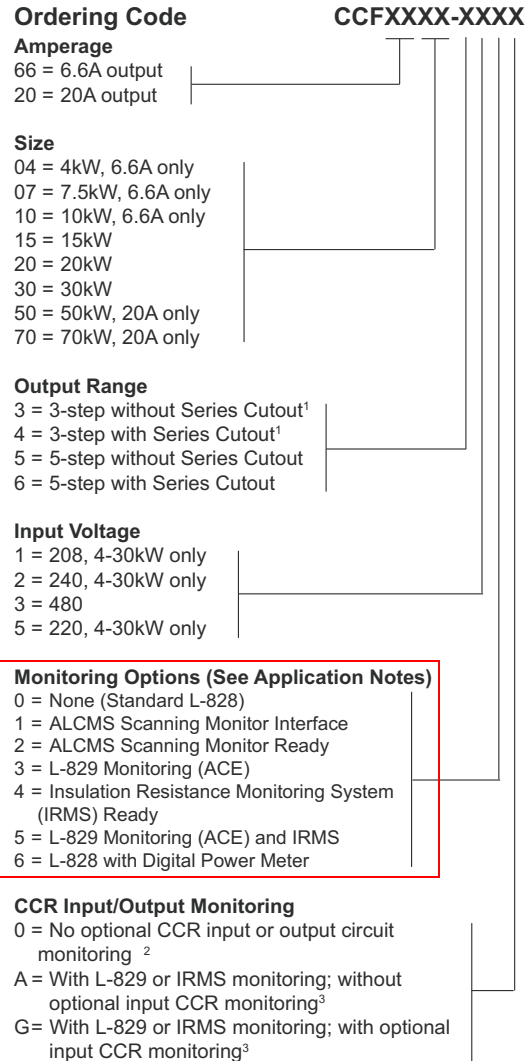 Ordering Code CCFXXXX-XXXX
Amperage
66 = 6.6A output
20 = 20A output
Size
04 = 4kW, 6.6A only
07 = 7.5kW, 6.6A only
10 = 10kW, 6.6A only
15 = 15kW
20 = 20kW
30 = 30kW
50 = 50kW, 20A only
70 = 70kW, 20A only
Output Range
3 = 3-step without Series Cutout¹
4 = 3-step with Series Cutout¹
5 = 5-step without Series Cutout
6 = 5-step with Series Cutout
Input Voltage
1 = 208, 4-30kW only
2 = 240, 4-30kW only
3 = 480
5 = 220, 4-30kW only
Monitoring Options (See Application Notes)
0 = None (Standard L-828)
1 = ALCMS Scanning Monitor Interface
2 = ALCMS Scanning Monitor Ready
3 = L-829 Monitoring (ACE)
4 = Insulation Resistance Monitoring System
(IRMS) Ready
5 = L-829 Monitoring (ACE) and IRMS
6 = L-828 with Digital Power Meter
CCR Input/Output Monitoring
0 = No optional CCR input or output circuit
monitoring ²
A = With L-829 or IRMS monitoring; without
optional input CCR monitoring³
G= With L-829 or IRMS monitoring; with optional
input CCR monitoring³